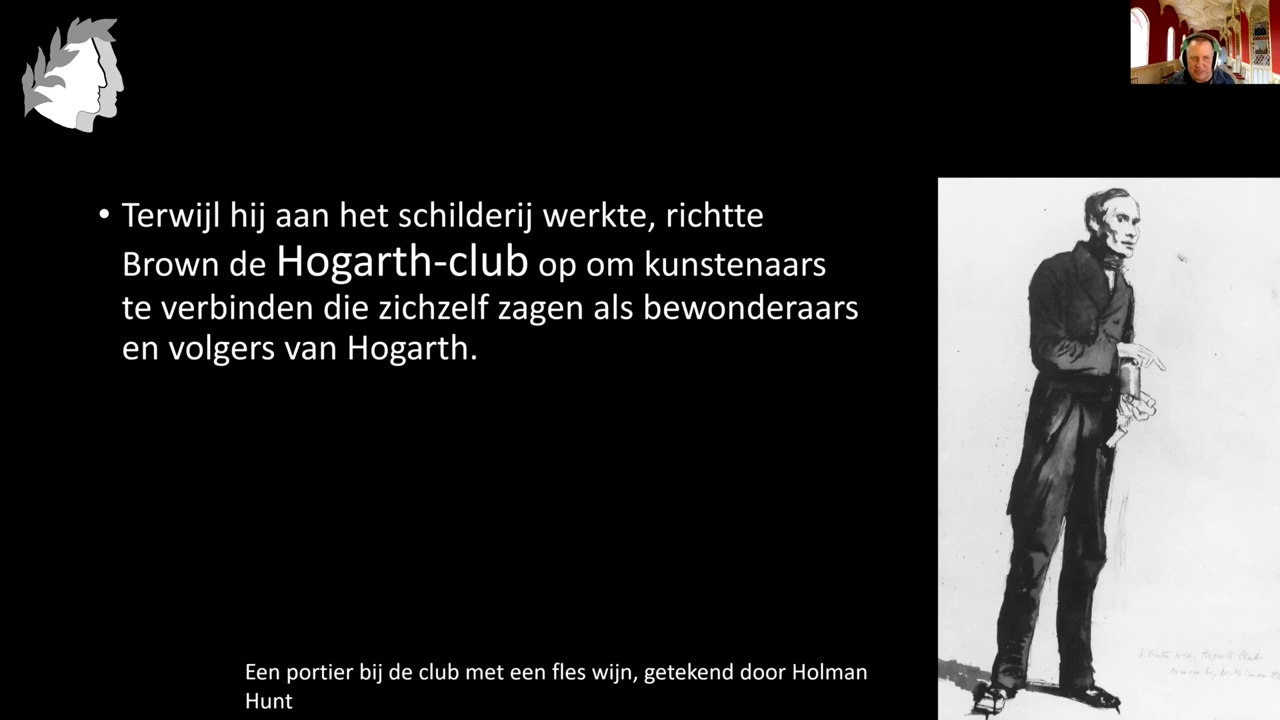 • Terwijl hij aan het schilderij werkte, richtte
Brown de Hogarth-club op om kunstenaars
te verbinden die zichzelf zagen als bewonderaars
en volgers van Hogarth.
Een portier bij de club met een fles wijn, getekend door Holman
Hunt